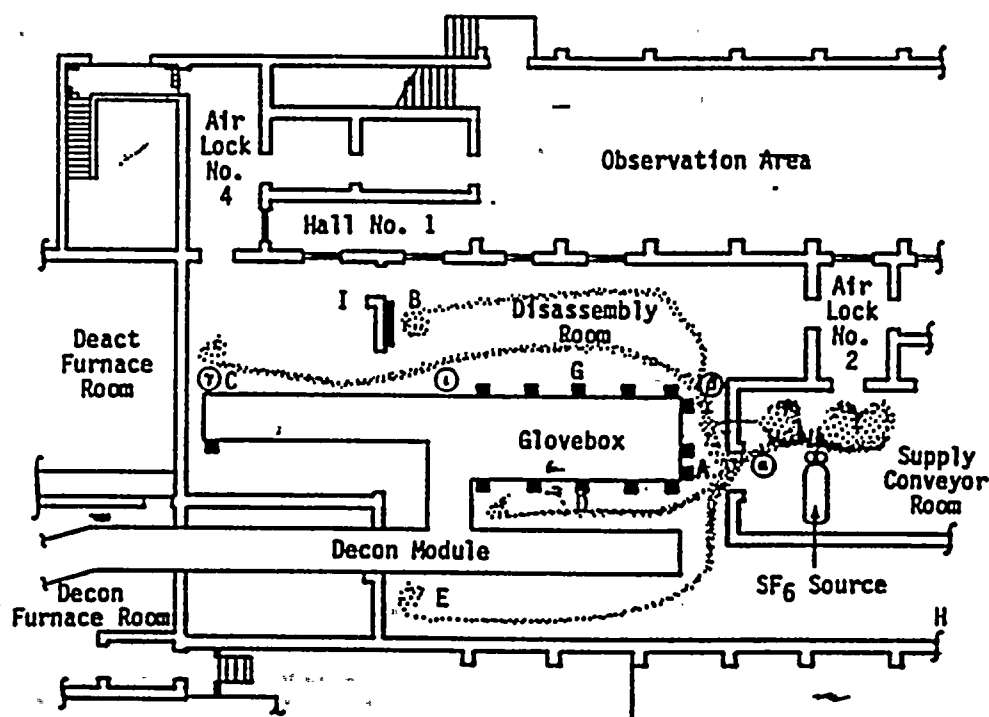 Air
Lock
No.
4
Observation Area
Hall No. 1
Air
Lock
No.
2
I
B
Disassembly
Room
Deact
Furnace
Room
7
C
G
Glovebox
A
Supply
Conveyor
Room
D
Decon Module
SF6 Source
Decon
Furnace Room
E
H